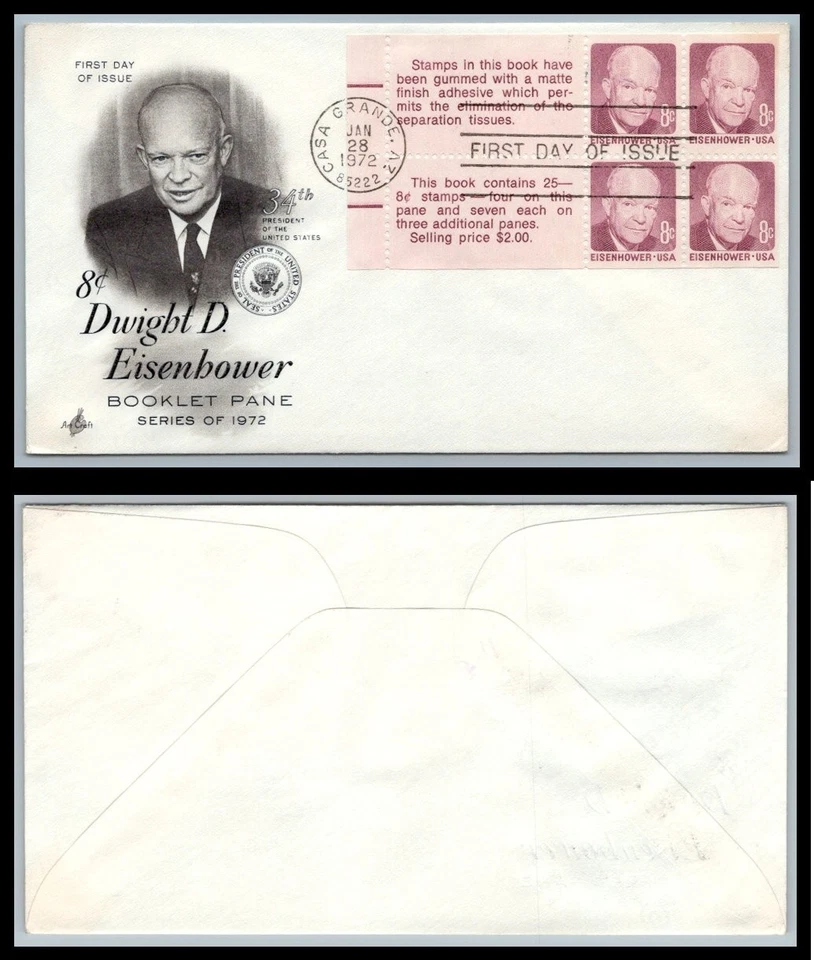 FIRST DAY
OF ISSUE
34th
PRESIDENT
OF THE
UNITED STATES
SEAL OF THE PRESIDENT OF THE UNITED STATES
8¢
Dwight D.
Eisenhower
BOOKLET PANE
SERIES OF 1972
Art Craft
CASA GRANDE, AZ
JAN
28
1972
85222
Stamps in this book have
been gummed with a matte
finish adhesive which per-
mits the elimination of the
separation tissues.
FIRST DAY OF ISSUE
This book contains 25—
8¢ stamps—four on this
pane and seven each on
three additional panes.
Selling price $2.00.
8c
EISENHOWER·USA
8c
EISENHOWER·USA
8c
EISENHOWER·USA
8c
EISENHOWER·USA